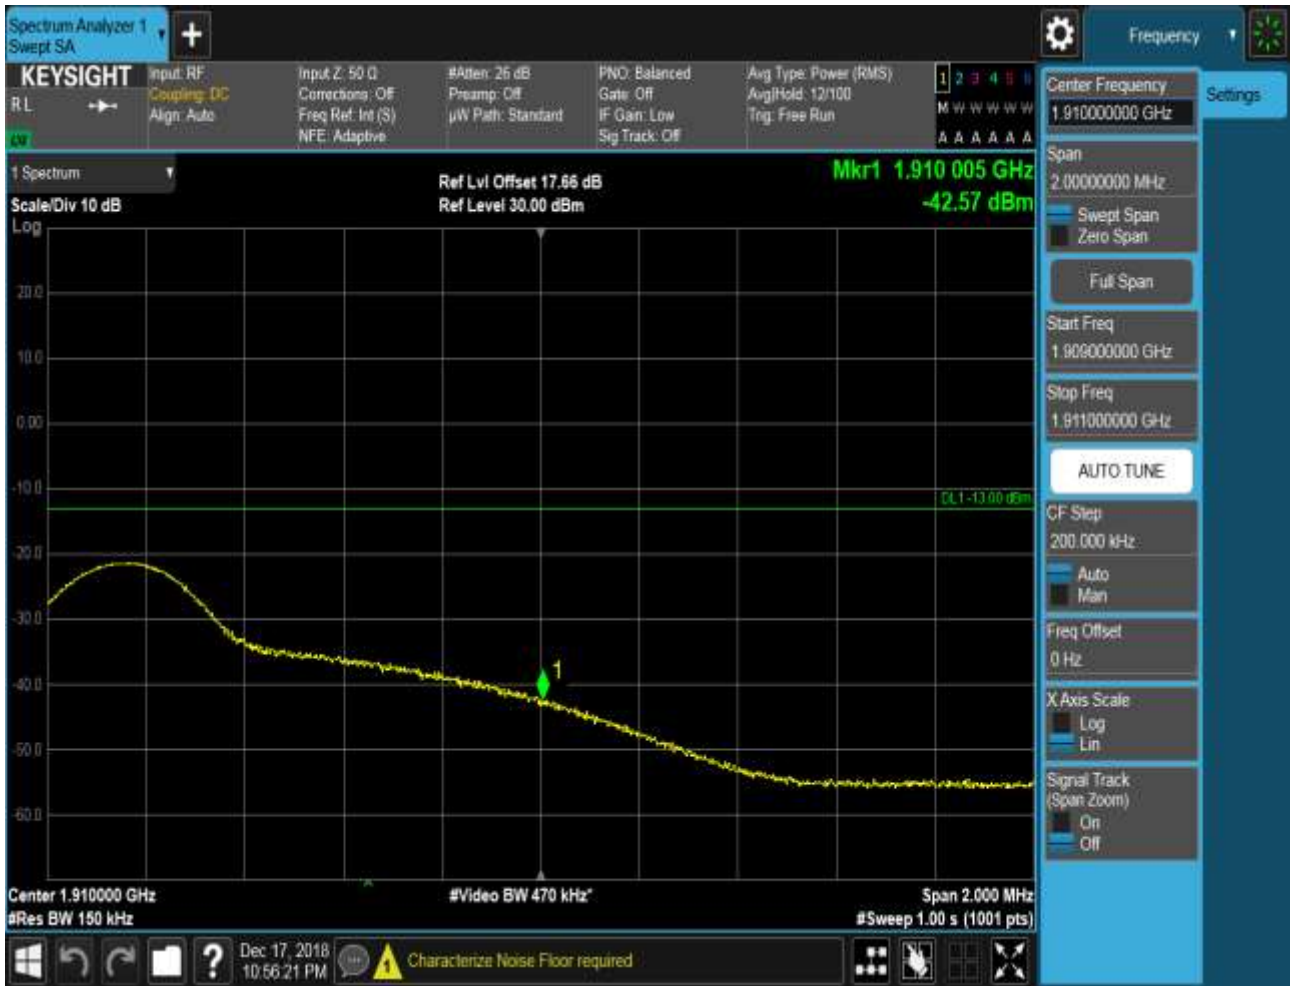 Spectrum Analyzer 1
Swept SA
+
Frequency
KEYSIGHT
RL
Input: RF
Coupling: DC
Align: Auto
Input Z: 50 Ω
Corrections: Off
Freq Ref: Int (S)
NFE: Adaptive
#Atten: 26 dB
Preamp: Off
µW Path: Standard
PNO: Balanced
Gate: Off
IF Gain: Low
Sig Track: Off
Avg Type: Power (RMS)
Avg|Hold: 12/100
Trig: Free Run
1 2 3 4 5 6
M W W W W W
A A A A A A
1 Spectrum
Scale/Div 10 dB
Log
Ref Lvl Offset 17.66 dB
Ref Level 30.00 dBm
Mkr1 1.910 005 GHz
-42.57 dBm
20.0
10.0
0.00
-10.0
DL1 -13.00 dBm
-20.0
-30.0
-40.0
1
-50.0
-60.0
Center 1.910000 GHz
#Res BW 150 kHz
#Video BW 470 kHz*
Span 2.000 MHz
#Sweep 1.00 s (1001 pts)
Center Frequency
1.910000000 GHz
Settings
Span
2.00000000 MHz
Swept Span
Zero Span
Full Span
Start Freq
1.909000000 GHz
Stop Freq
1.911000000 GHz
AUTO TUNE
CF Step
200.000 kHz
Auto
Man
Freq Offset
0 Hz
X Axis Scale
Log
Lin
Signal Track
(Span Zoom)
On
Off
?
Dec 17, 2018
10:56:21 PM
1
Characterize Noise Floor required